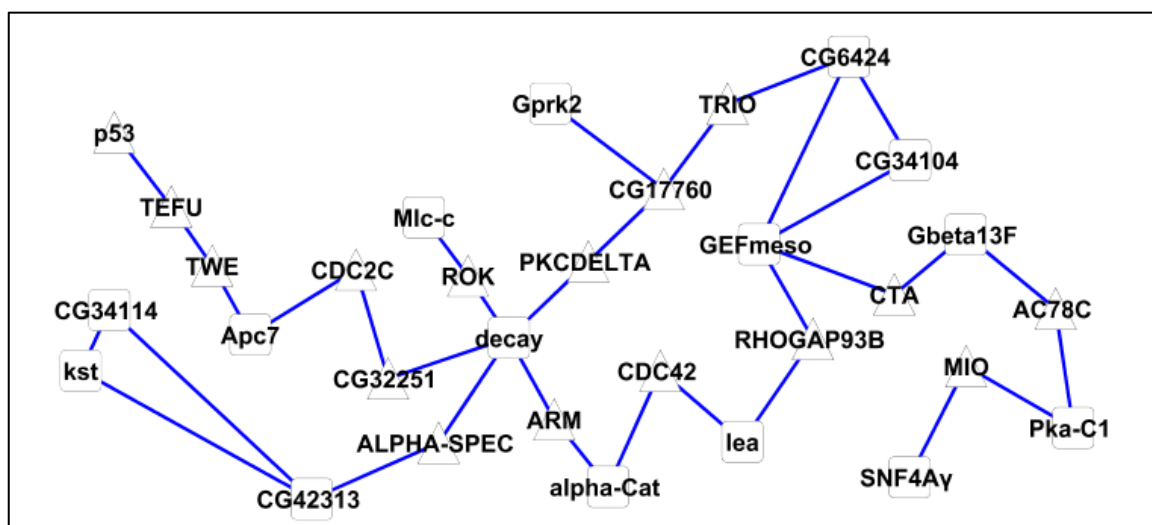 CG6424
Gprk2
TRIO
p53
CG34104
CG17760
TEFU
Mlc-c
GEFmeso
Gbeta13F
TWE
CDC2C
ROK
PKCDELTA
CTA
CG34114
AC78C
Apc7
decay
RHOGAP93B
kst
CG32251
CDC42
MIO
ARM
Pka-C1
ALPHA-SPEC
lea
SNF4Aγ
alpha-Cat
CG42313